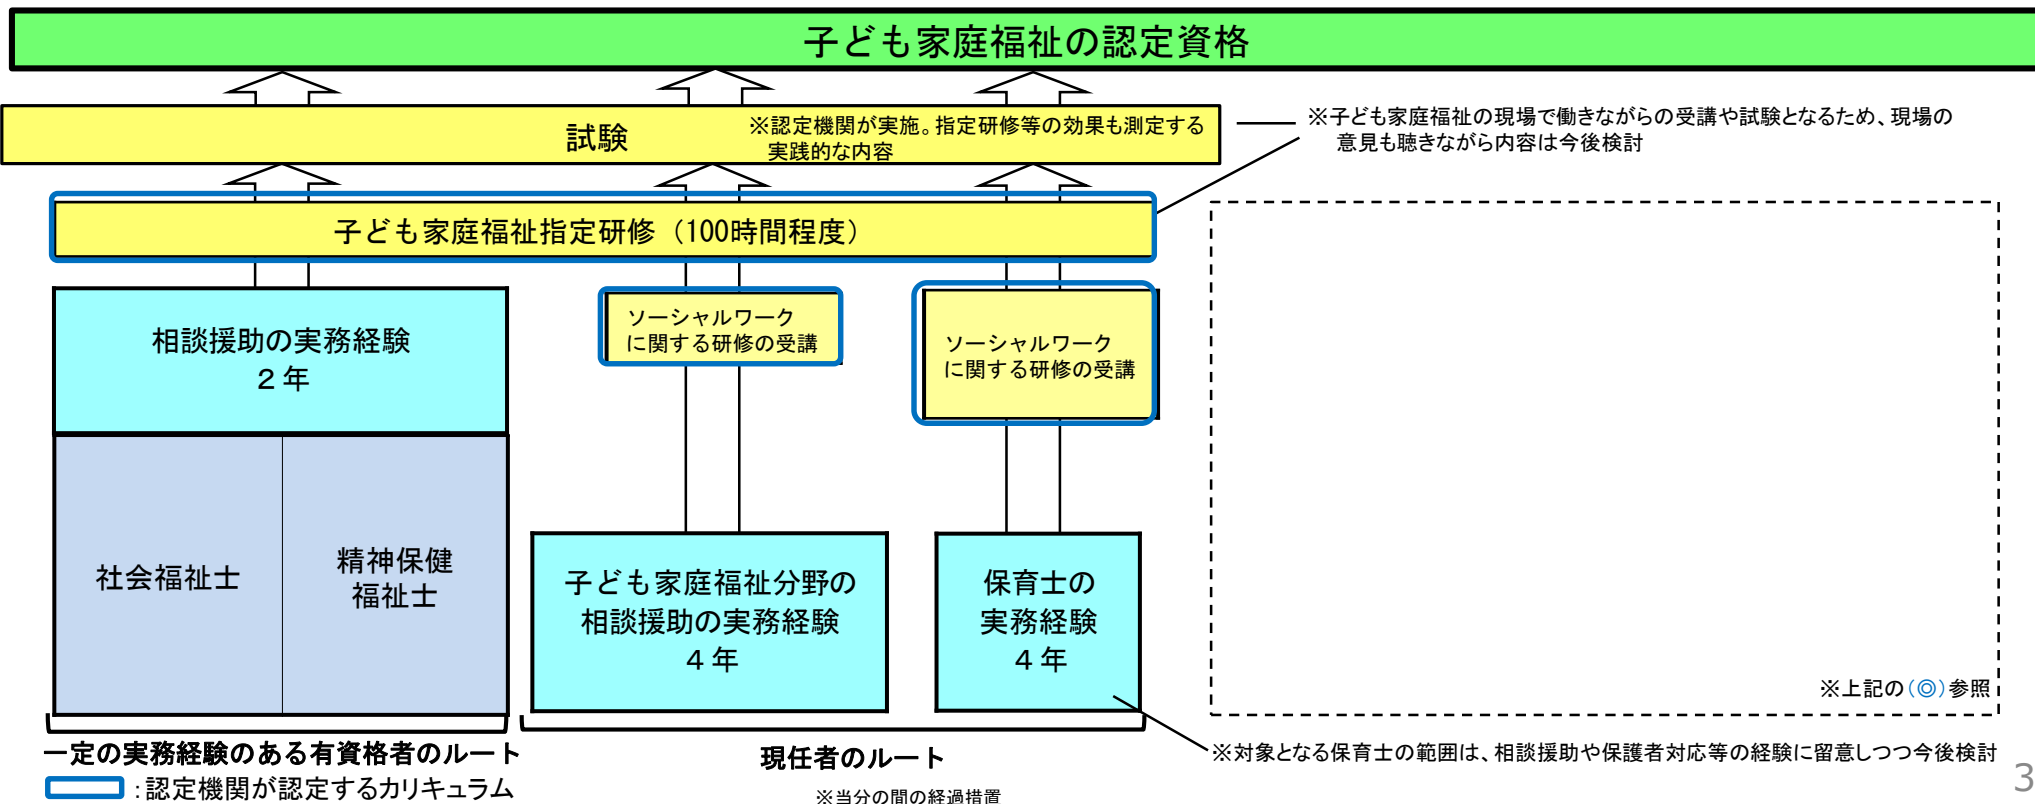 子ども家庭福祉の認定資格
試験
※認定機関が実施。指定研修等の効果も測定する
実践的な内容
※子ども家庭福祉の現場で働きながらの受講や試験となるため、現場の
意見も聴きながら内容は今後検討
子ども家庭福祉指定研修（100時間程度）
相談援助の実務経験
２年
ソーシャルワーク
に関する研修の受講
ソーシャルワーク
に関する研修の受講
社会福祉士
精神保健
福祉士
子ども家庭福祉分野の
相談援助の実務経験
４年
保育士の
実務経験
４年
※上記の（◎）参照
一定の実務経験のある有資格者のルート
現任者のルート
※対象となる保育士の範囲は、相談援助や保護者対応等の経験に留意しつつ今後検討
：認定機関が認定するカリキュラム
※当分の間の経過措置
3